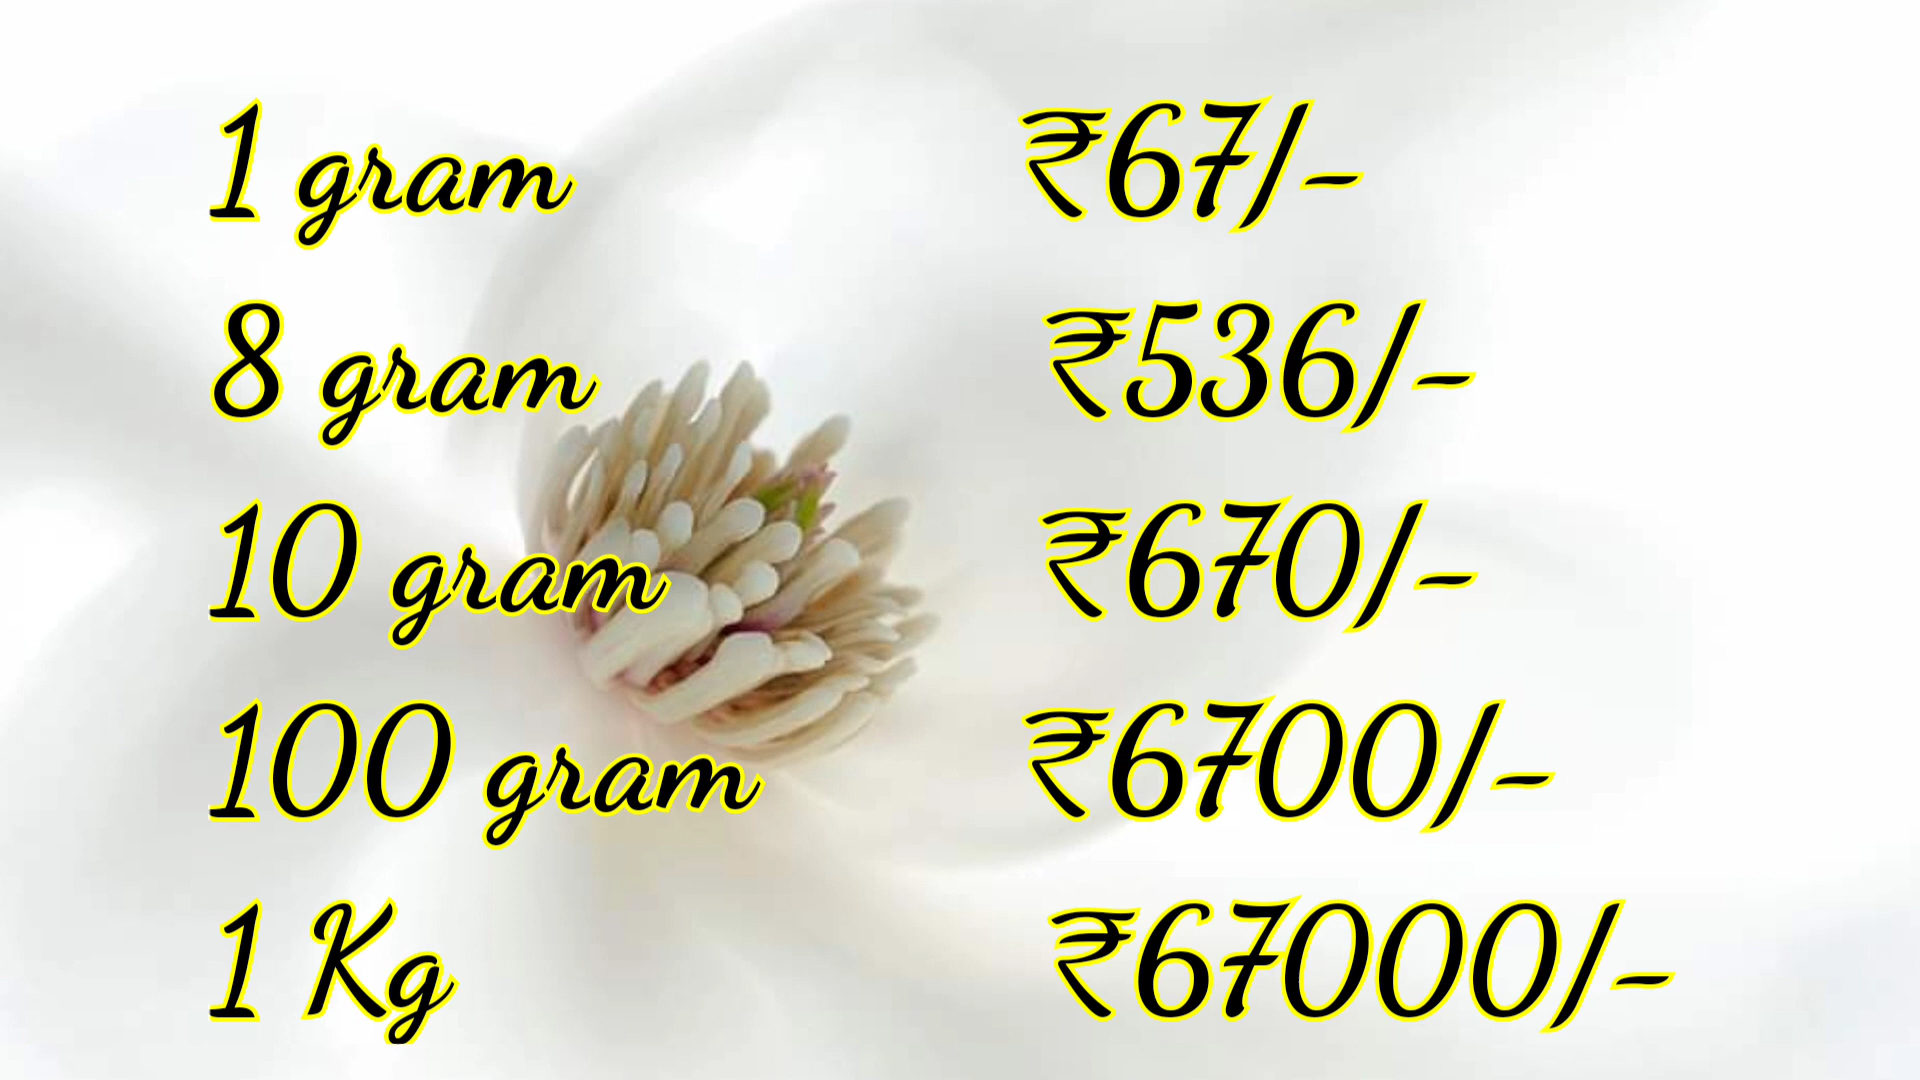 1 gram ₹67/-
8 gram ₹536/-
10 gram ₹670/-
100 gram ₹6700/-
1 Kg ₹67000/-